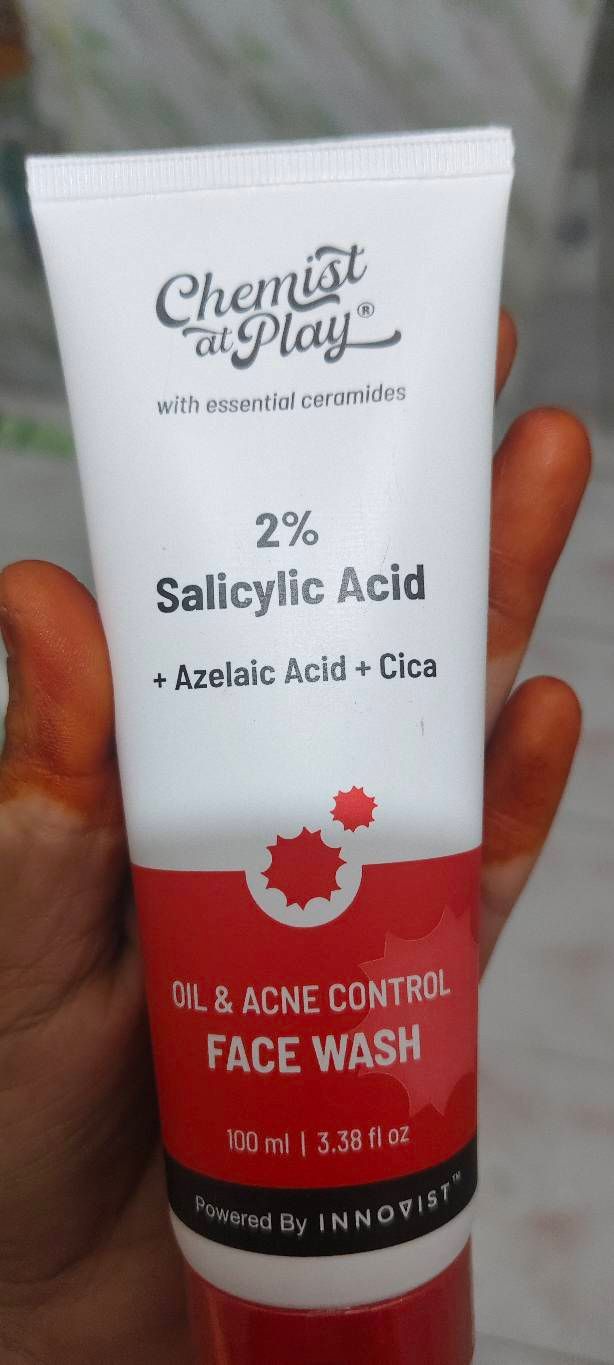 Chemist
at Play®
with essential ceramides
2%
Salicylic Acid
+ Azelaic Acid + Cica
OIL & ACNE CONTROL
FACE WASH
100 ml | 3.38 fl oz
Powered By INNOVIST™